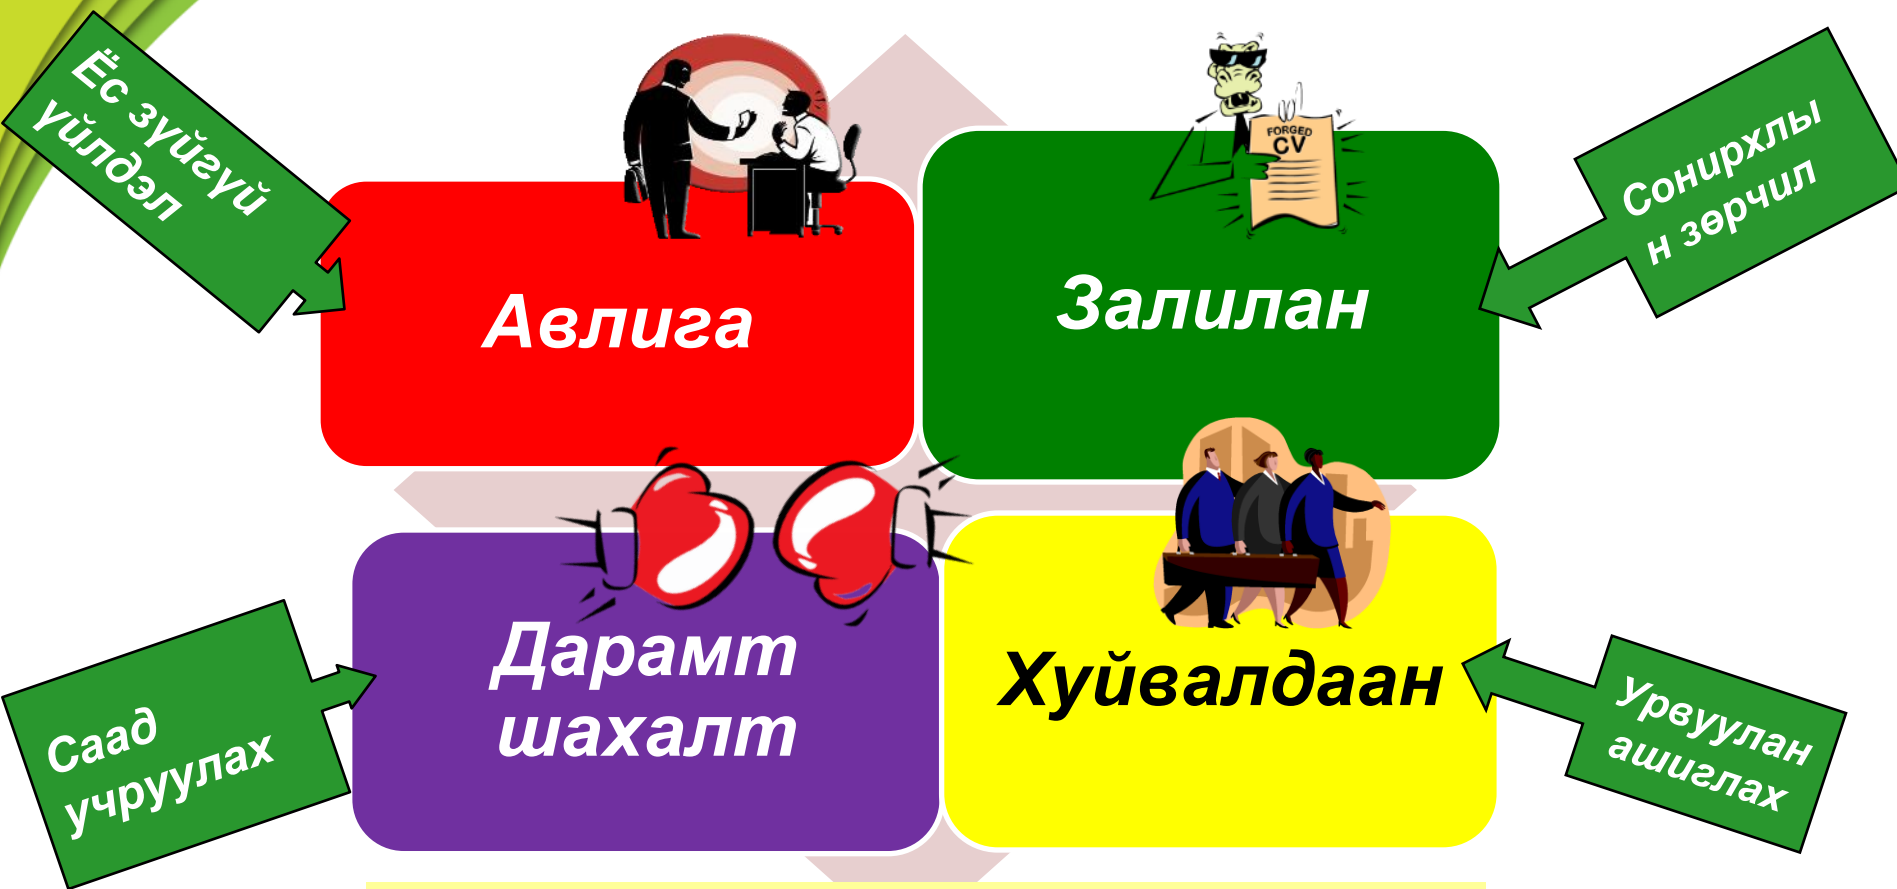 Ёс зүйгүй
үйлдэл
Авлига
FORGED
CV
Залилан
Сонирхлы
н зөрчил
Саад
учруулах
Дарамт
шахалт
Хуйвалдаан
Урвуулан
ашиглах